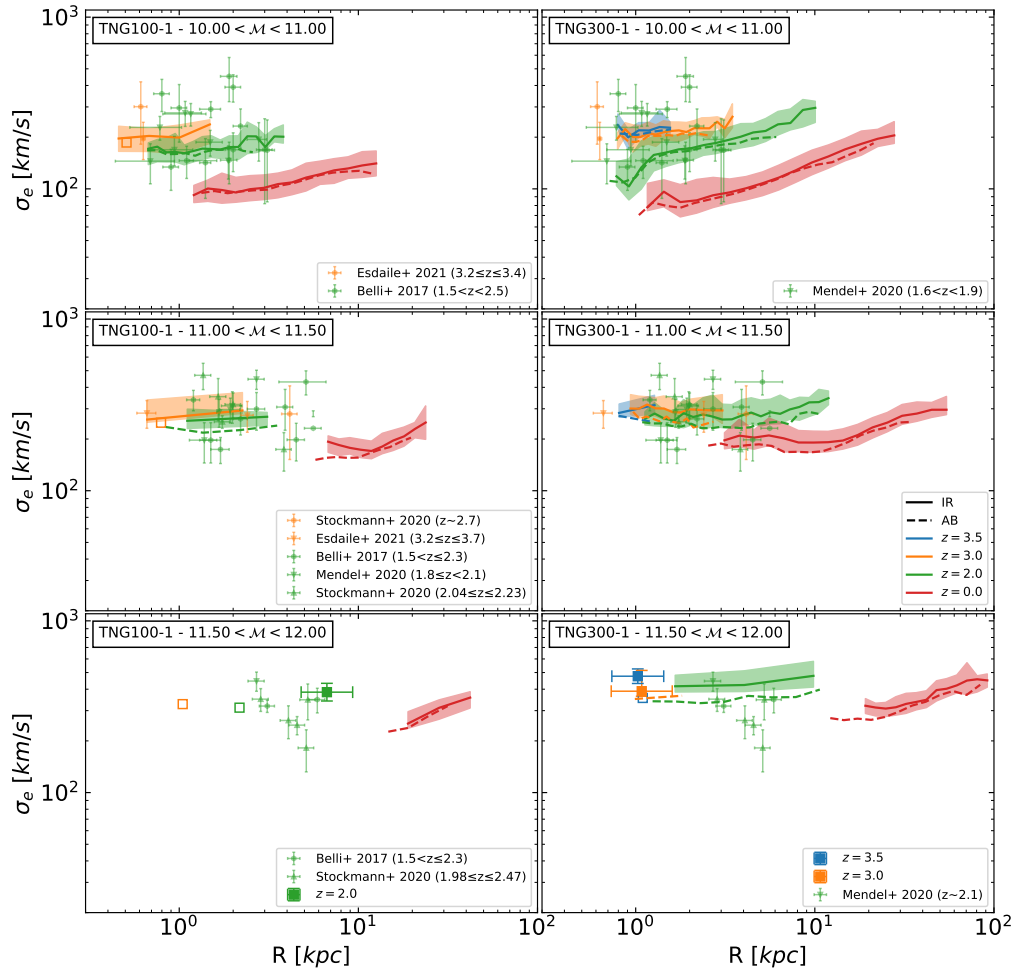 10³
TNG100-1 - 10.00 < ℳ < 11.00
TNG300-1 - 10.00 < ℳ < 11.00
σₑ [km/s]
10²
Esdaile+ 2021 (3.2≤z≤3.4)
Belli+ 2017 (1.5<z<2.5)
Mendel+ 2020 (1.6<z<1.9)
10³
TNG100-1 - 11.00 < ℳ < 11.50
TNG300-1 - 11.00 < ℳ < 11.50
σₑ [km/s]
10²
Stockmann+ 2020 (z~2.7)
Esdaile+ 2021 (3.2≤z≤3.7)
Belli+ 2017 (1.5<z≤2.3)
Mendel+ 2020 (1.8≤z<2.1)
Stockmann+ 2020 (2.04≤z≤2.23)
IR
AB
z = 3.5
z = 3.0
z = 2.0
z = 0.0
10³
TNG100-1 - 11.50 < ℳ < 12.00
TNG300-1 - 11.50 < ℳ < 12.00
σₑ [km/s]
10²
Belli+ 2017 (1.5<z≤2.3)
Stockmann+ 2020 (1.98≤z≤2.47)
z = 2.0
z = 3.5
z = 3.0
Mendel+ 2020 (z~2.1)
10⁰ 10¹ 10² 10⁰ 10¹ 10²
R [kpc] R [kpc]